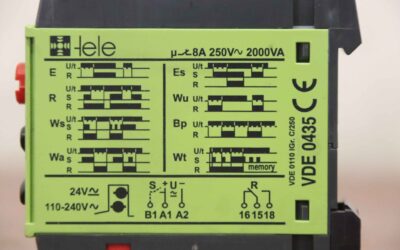 tele
µ 8A 250V~ 2000VA
E U/t R
Es U/t S R
R U/t S R
Wu U/t R
Ws U/t S R
Bp U/t R
Wa U/t S R
Wt U/t S R memory
24V≂
110-240V~
S + U -
B1 A1 A2
R
16 15 18
VDE 0110 IGr. C/250
VDE 0435
CE